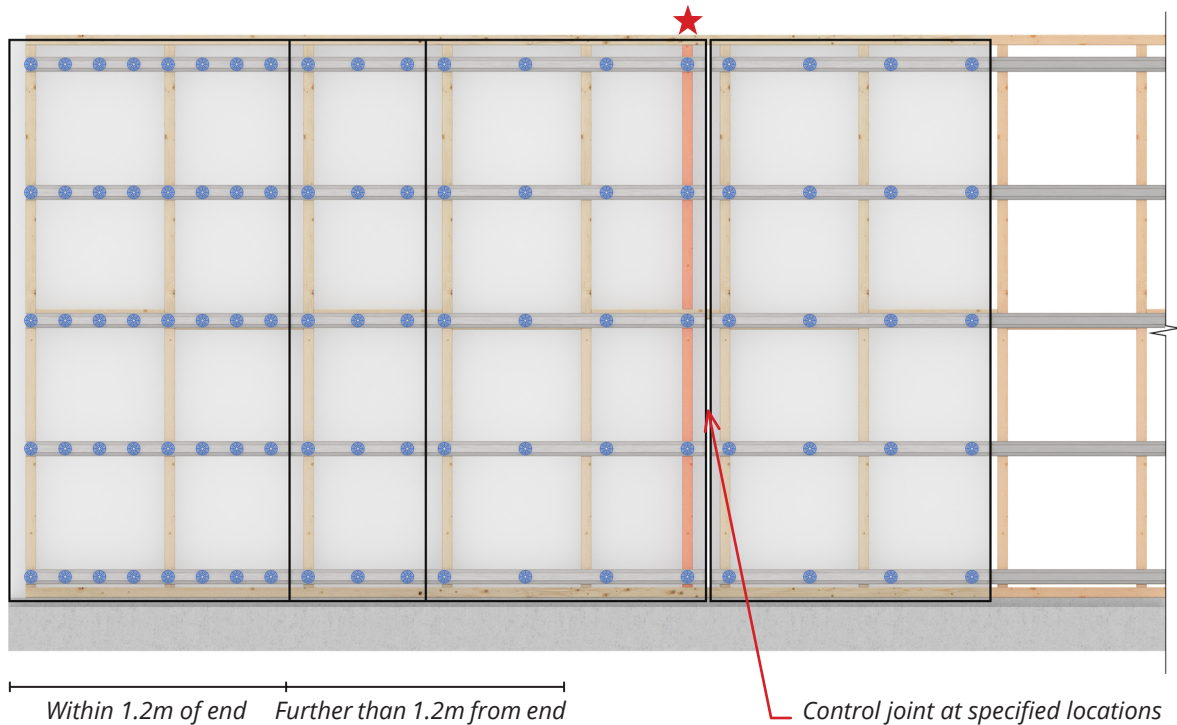 Within 1.2m of end
Further than 1.2m from end
Control joint at specified locations